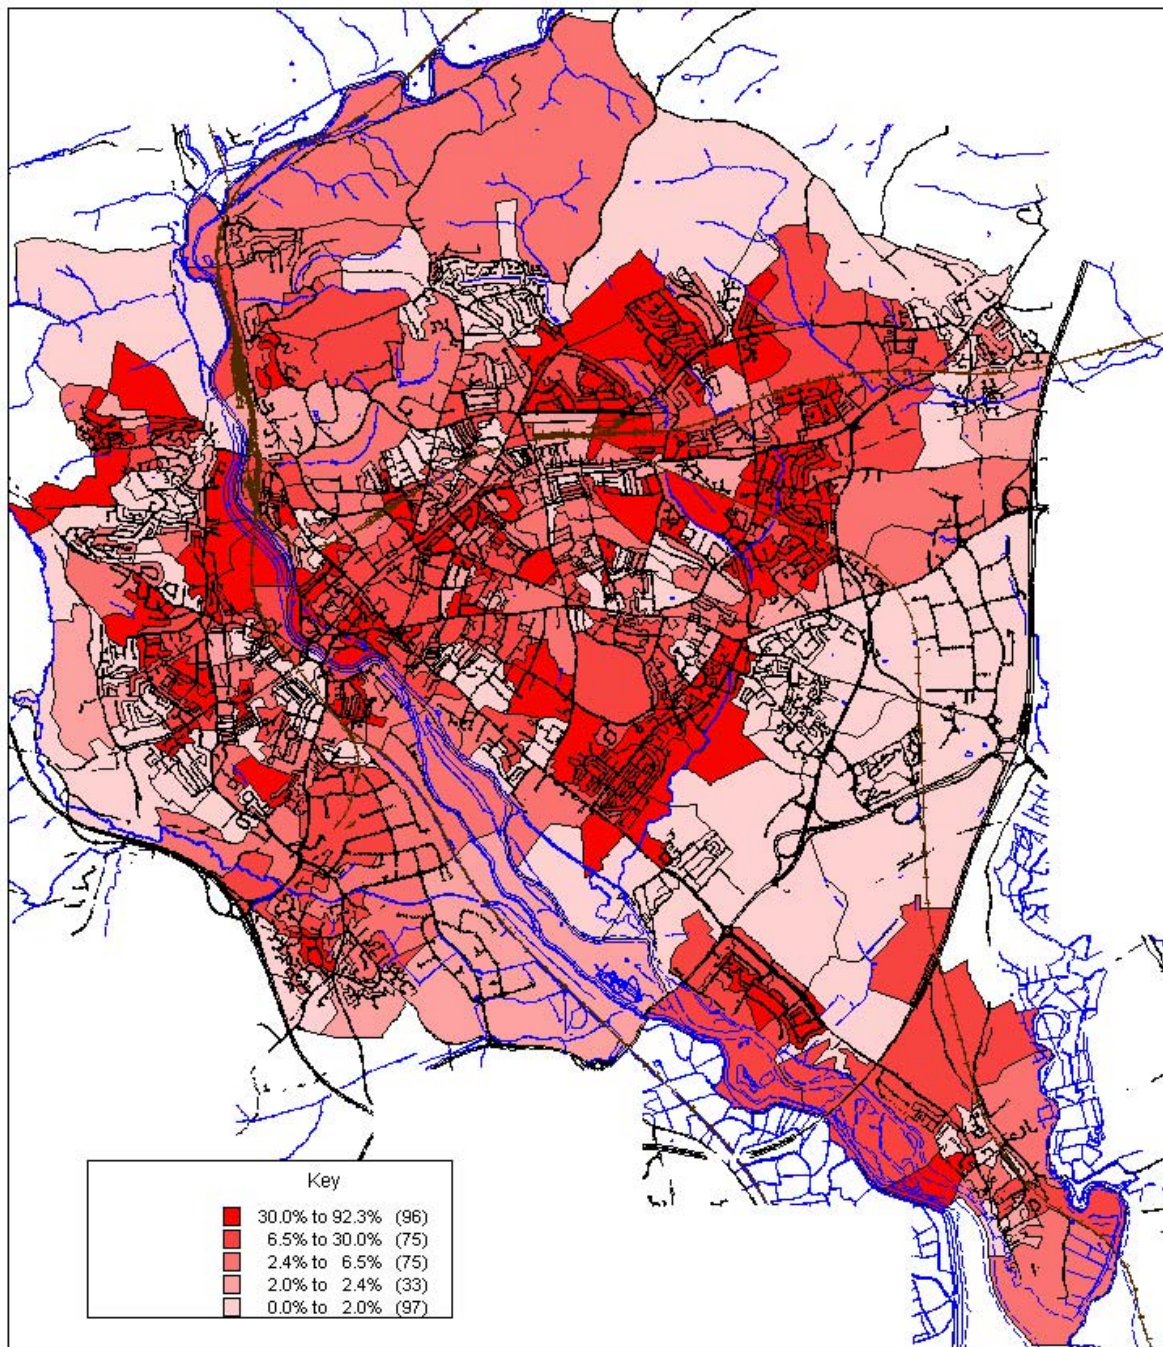 Key
30.0% to 92.3% (96)
6.5% to 30.0% (75)
2.4% to 6.5% (75)
2.0% to 2.4% (33)
0.0% to 2.0% (97)